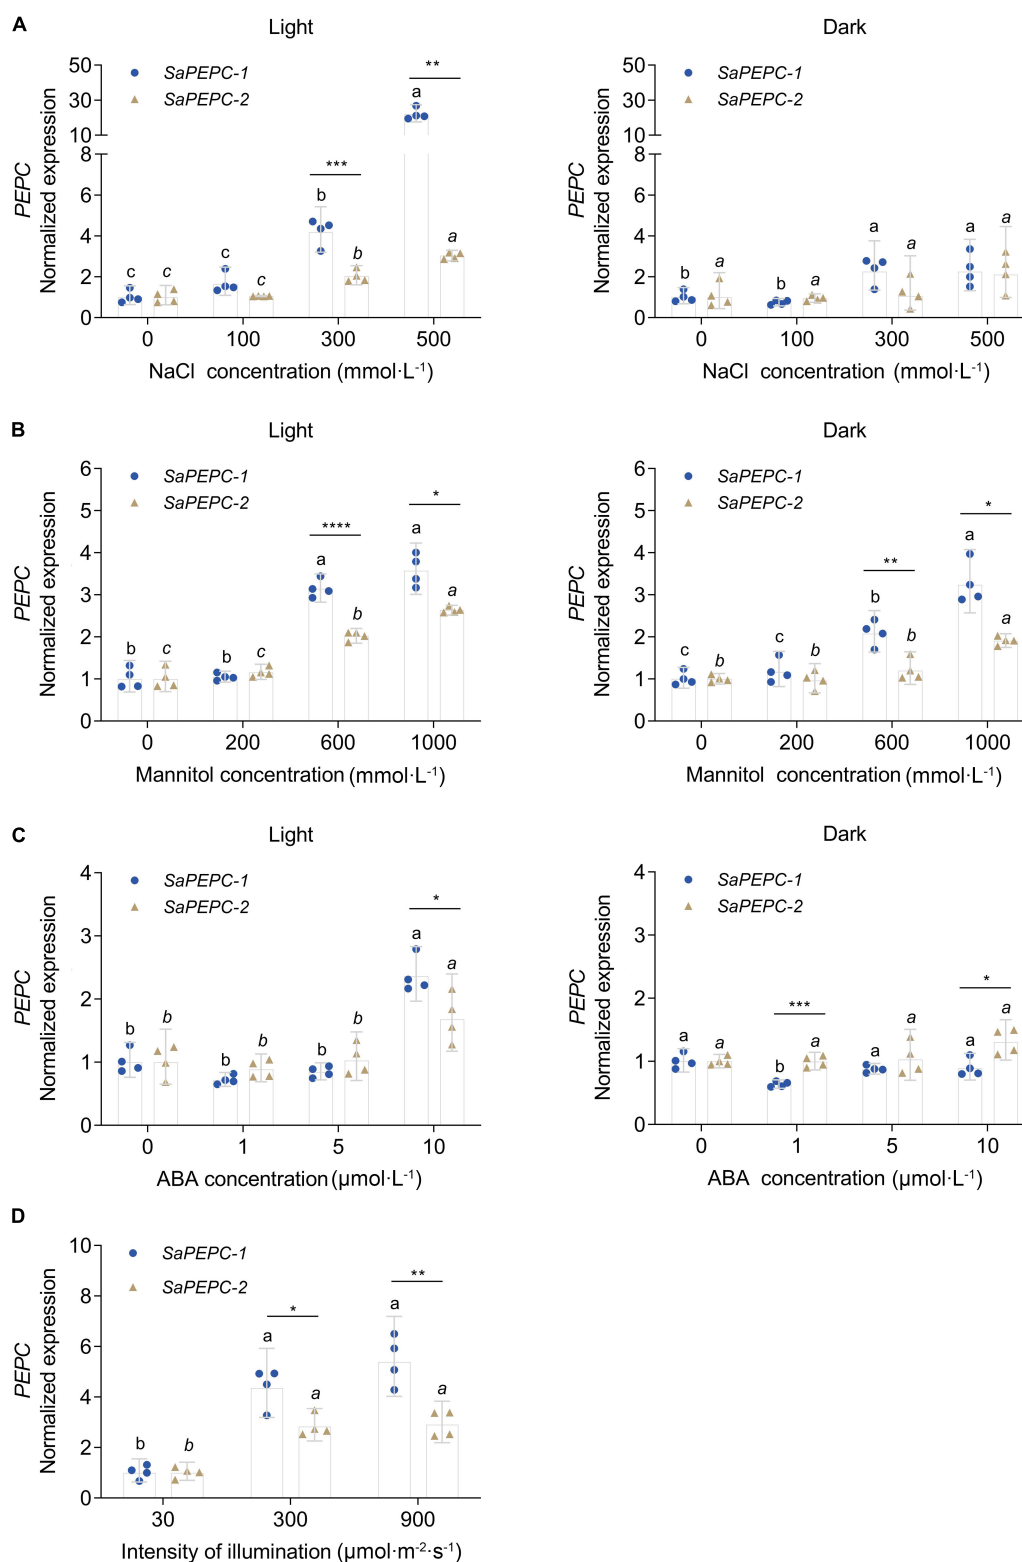 A
Light
Dark
PEPC
Normalized expression
50
30
10
8
6
4
2
0
SaPEPC-1
SaPEPC-2
c
c
c
c
***
b
b
**
a
a
0 100 300 500
NaCl concentration (mmol·L⁻¹)
PEPC
Normalized expression
50
30
10
8
6
4
2
0
SaPEPC-1
SaPEPC-2
b
a
b
a
a
a
a
a
0 100 300 500
NaCl concentration (mmol·L⁻¹)
B
Light
Dark
PEPC
Normalized expression
6
5
4
3
2
1
0
SaPEPC-1
SaPEPC-2
b
c
b
c
****
a
b
*
a
a
0 200 600 1000
Mannitol concentration (mmol·L⁻¹)
PEPC
Normalized expression
6
5
4
3
2
1
0
SaPEPC-1
SaPEPC-2
c
b
c
b
**
b
b
*
a
a
0 200 600 1000
Mannitol concentration (mmol·L⁻¹)
C
Light
Dark
PEPC
Normalized expression
4
3
2
1
0
SaPEPC-1
SaPEPC-2
b
b
b
b
b
b
*
a
a
0 1 5 10
ABA concentration (µmol·L⁻¹)
PEPC
Normalized expression
4
3
2
1
0
SaPEPC-1
SaPEPC-2
a
a
***
b
a
a
a
*
a
a
0 1 5 10
ABA concentration (µmol·L⁻¹)
D
PEPC
Normalized expression
10
8
6
4
2
0
SaPEPC-1
SaPEPC-2
b
b
*
a
a
**
a
a
30 300 900
Intensity of illumination (µmol·m⁻²·s⁻¹)